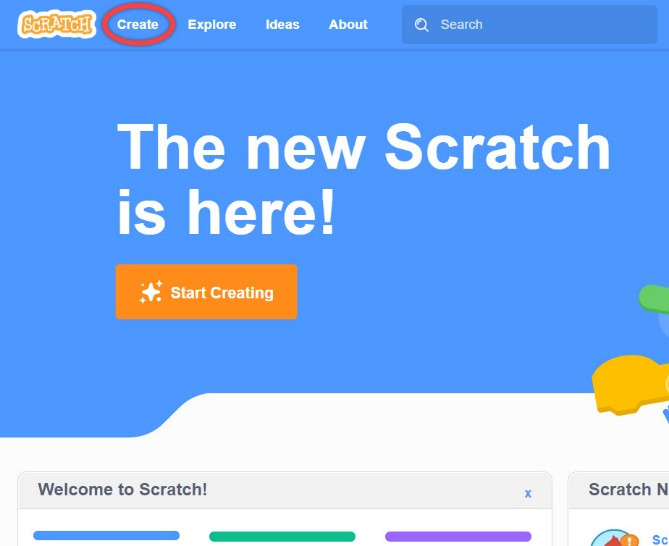 SCRATCH Create Explore Ideas About Search
The new Scratch
is here!
Start Creating
Welcome to Scratch! x Scratch N
Sc